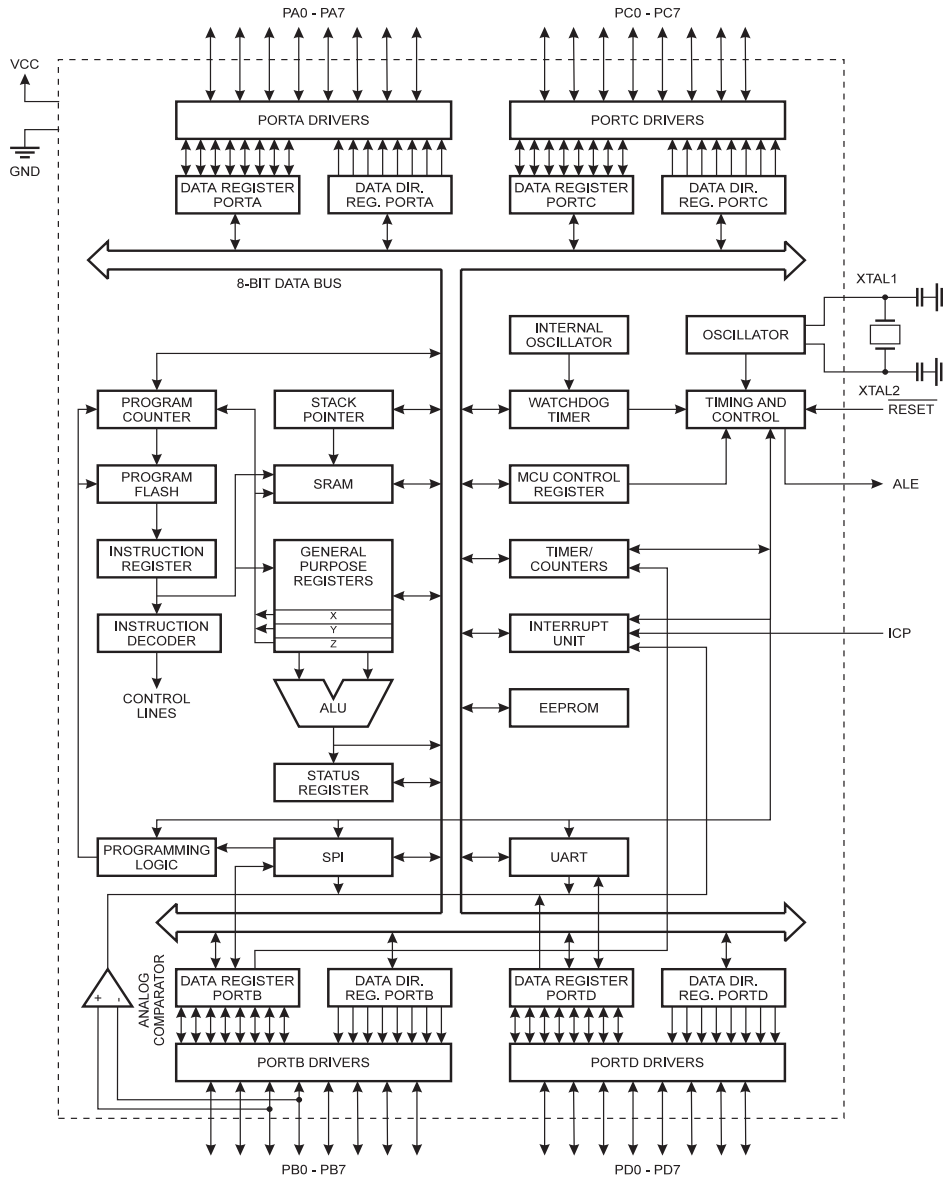 PA0 - PA7
PC0 - PC7
VCC
GND
PORTA DRIVERS
PORTC DRIVERS
DATA REGISTER
PORTA
DATA DIR.
REG. PORTA
DATA REGISTER
PORTC
DATA DIR.
REG. PORTC
8-BIT DATA BUS
XTAL1
INTERNAL
OSCILLATOR
OSCILLATOR
XTAL2
PROGRAM
COUNTER
STACK
POINTER
WATCHDOG
TIMER
TIMING AND
CONTROL
RESET
PROGRAM
FLASH
SRAM
MCU CONTROL
REGISTER
ALE
INSTRUCTION
REGISTER
GENERAL
PURPOSE
REGISTERS
TIMER/
COUNTERS
X
Y
Z
INSTRUCTION
DECODER
INTERRUPT
UNIT
ICP
CONTROL
LINES
ALU
EEPROM
STATUS
REGISTER
PROGRAMMING
LOGIC
SPI
UART
ANALOG
COMPARATOR
+
-
DATA REGISTER
PORTB
DATA DIR.
REG. PORTB
DATA REGISTER
PORTD
DATA DIR.
REG. PORTD
PORTB DRIVERS
PORTD DRIVERS
PB0 - PB7
PD0 - PD7